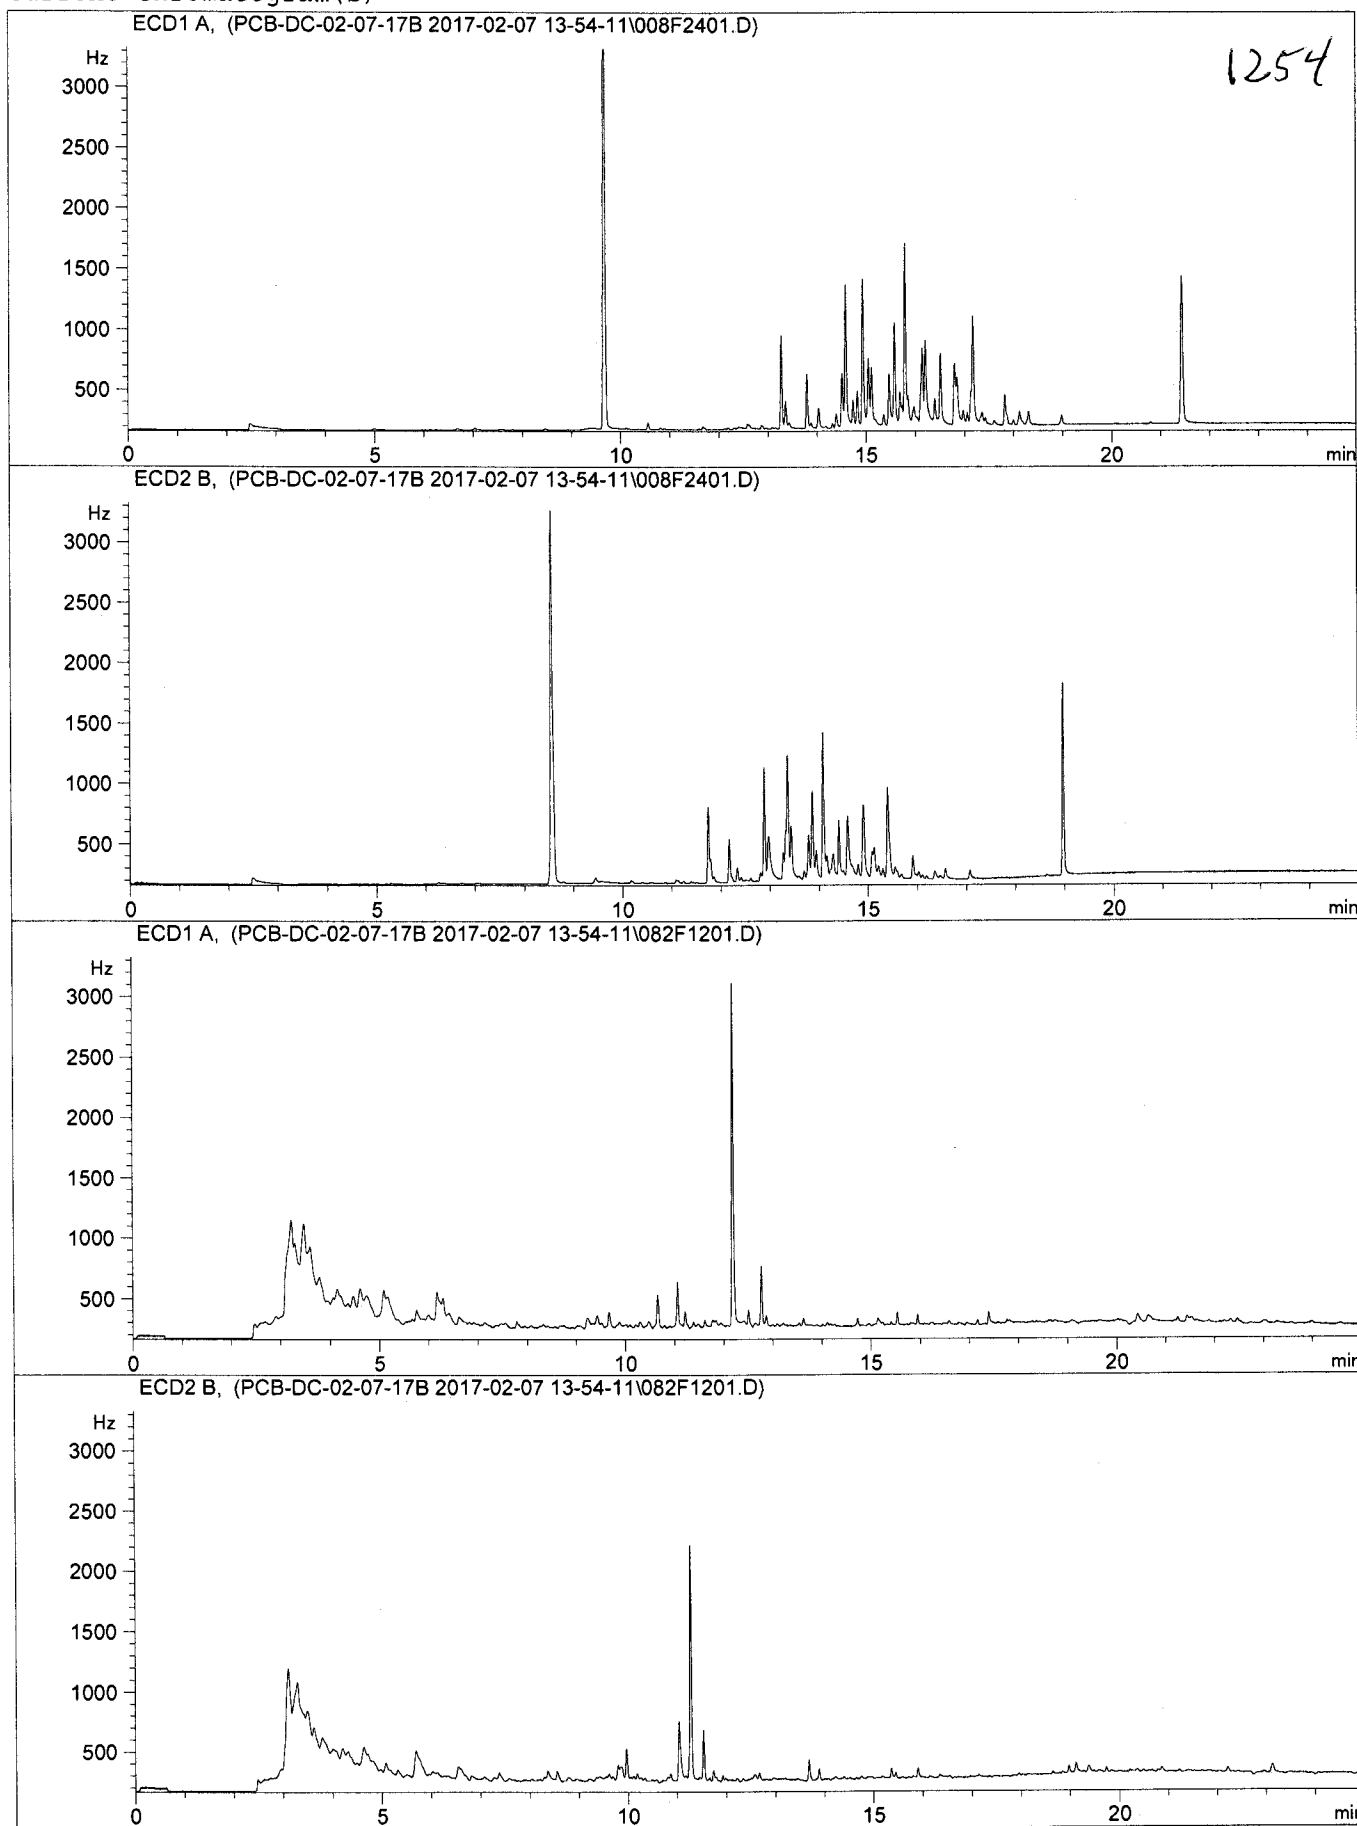 ECD1 A, (PCB-DC-02-07-17B 2017-02-07 13-54-11\008F2401.D)
1254
Hz
3000
2500
2000
1500
1000
500
0 5 10 15 20 min
ECD2 B, (PCB-DC-02-07-17B 2017-02-07 13-54-11\008F2401.D)
Hz
3000
2500
2000
1500
1000
500
0 5 10 15 20 min
ECD1 A, (PCB-DC-02-07-17B 2017-02-07 13-54-11\082F1201.D)
Hz
3000
2500
2000
1500
1000
500
0 5 10 15 20 min
ECD2 B, (PCB-DC-02-07-17B 2017-02-07 13-54-11\082F1201.D)
Hz
3000
2500
2000
1500
1000
500
0 5 10 15 20 min